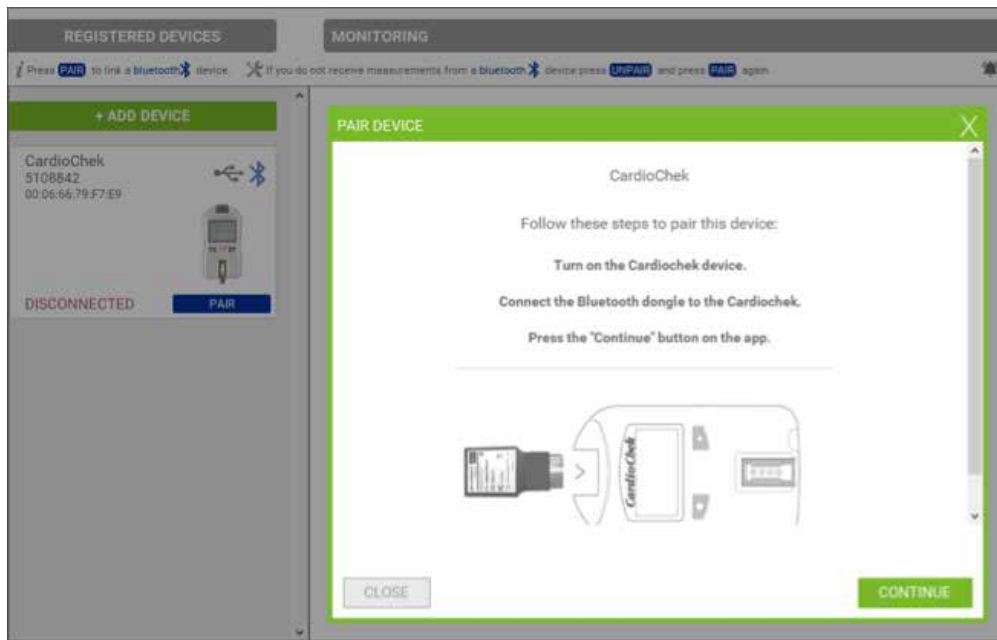 REGISTERED DEVICES
MONITORING
i Press PAIR to link a bluetooth device.
If you do not receive measurements from a bluetooth device press UNPAIR and press PAIR again.
+ ADD DEVICE
CardioChek
5108842
00:06:66:79:F7:E9
DISCONNECTED
PAIR
PAIR DEVICE
X
CardioChek
Follow these steps to pair this device:
Turn on the Cardiochek device.
Connect the Bluetooth dongle to the Cardiochek.
Press the "Continue" button on the app.
CardioChek
CLOSE
CONTINUE